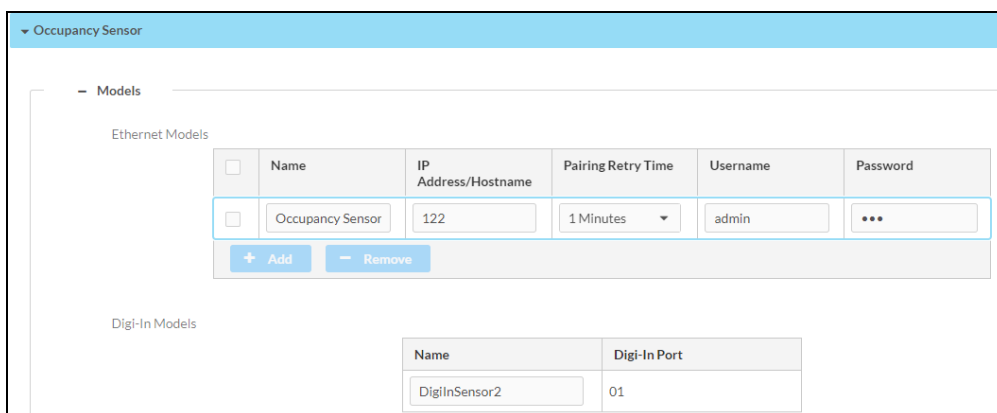 Occupancy Sensor
– Models
Ethernet Models
Name IP Address/Hostname Pairing Retry Time Username Password
Occupancy Sensor 122 1 Minutes admin •••
+ Add – Remove
Digi-In Models
Name Digi-In Port
DigiInSensor2 01